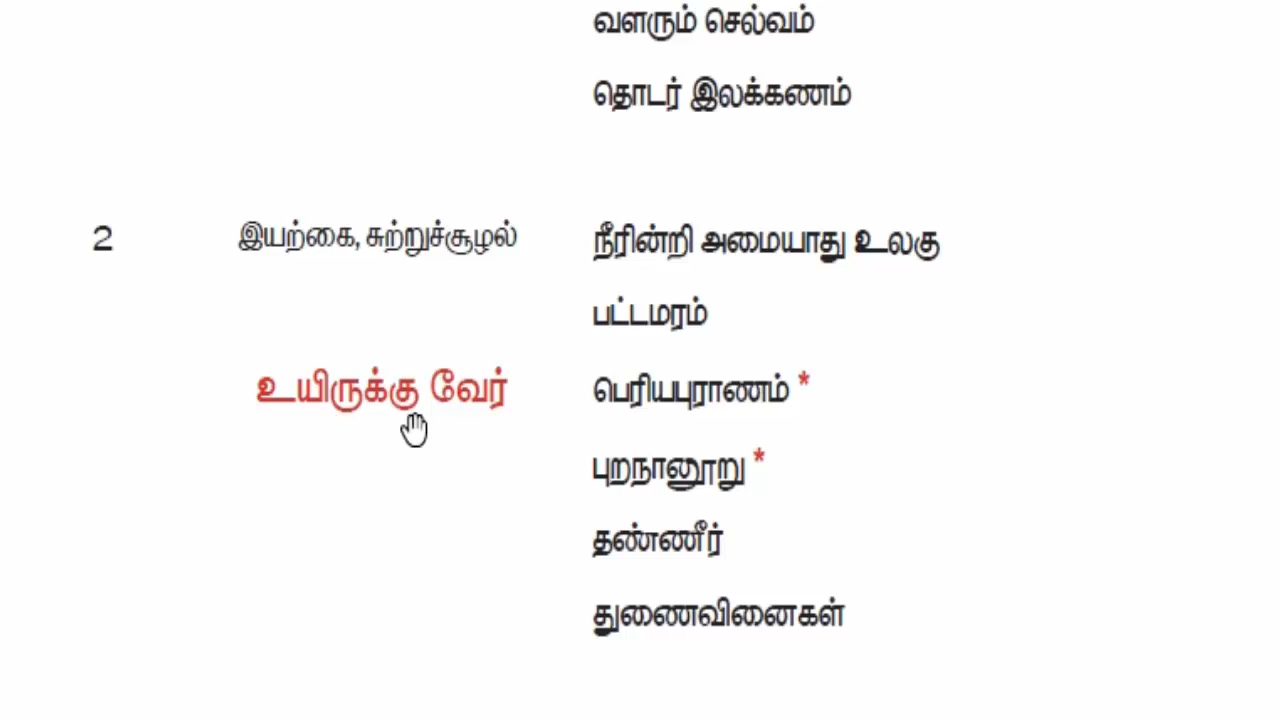 வளரும் செல்வம்
தொடர் இலக்கணம்
2 இயற்கை, சுற்றுச்சூழல் நீரின்றி அமையாது உலகு
பட்டமரம்
உயிருக்கு வேர் பெரியபுராணம் *
புறநானூறு *
தண்ணீர்
துணைவினைகள்